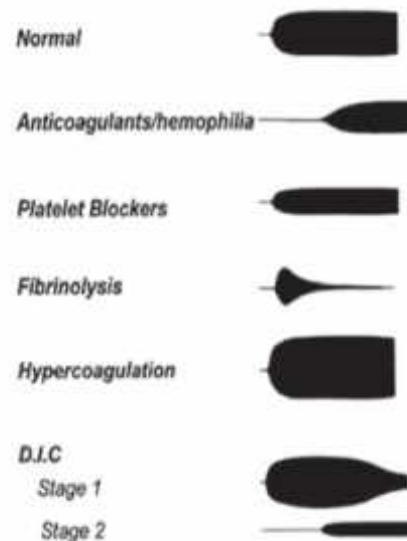 Normal
Anticoagulants/hemophilia
Platelet Blockers
Fibrinolysis
Hypercoagulation
D.I.C
Stage 1
Stage 2